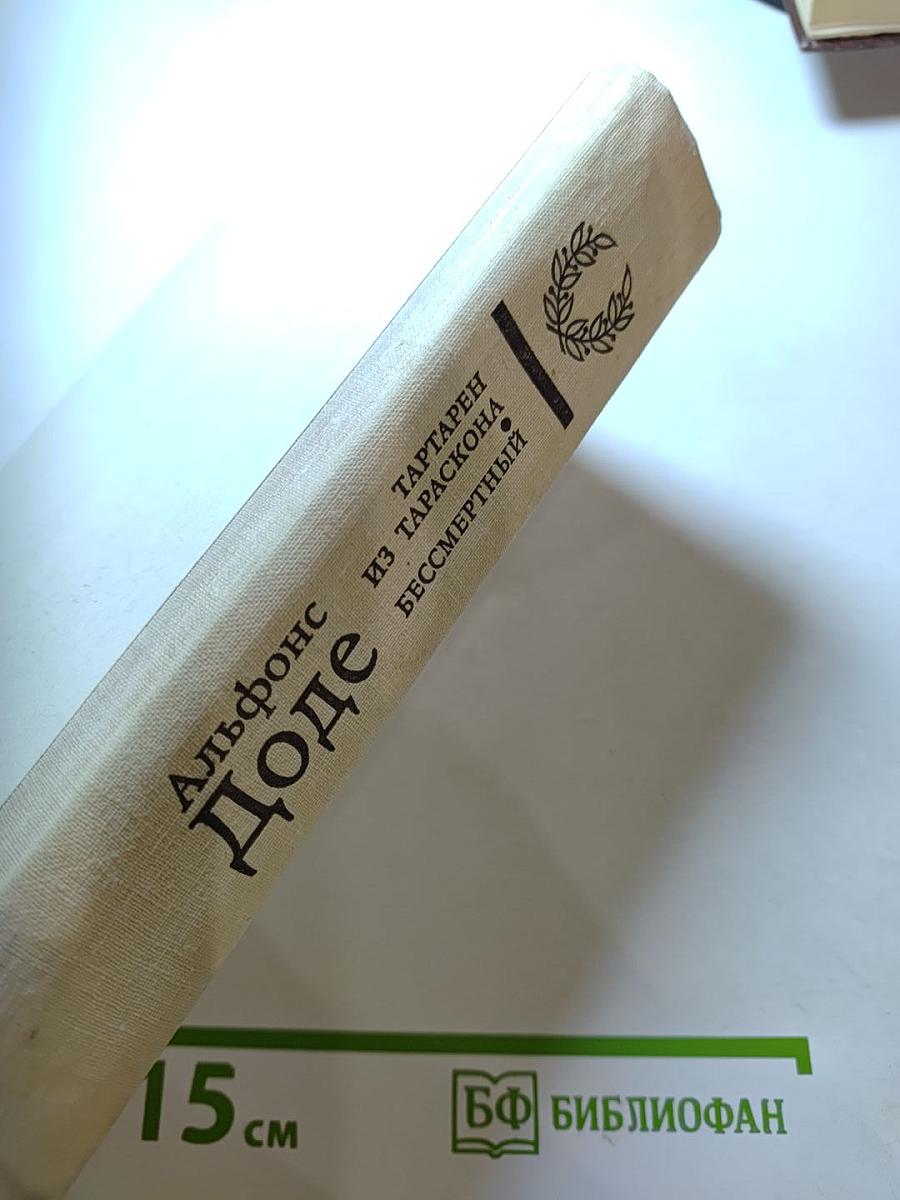 Альфонс
Доде
ТАРТАРЕН
ИЗ ТАРАСКОНА
•
БЕССМЕРТНЫЙ
15 см
БФ БИБЛИОФАН